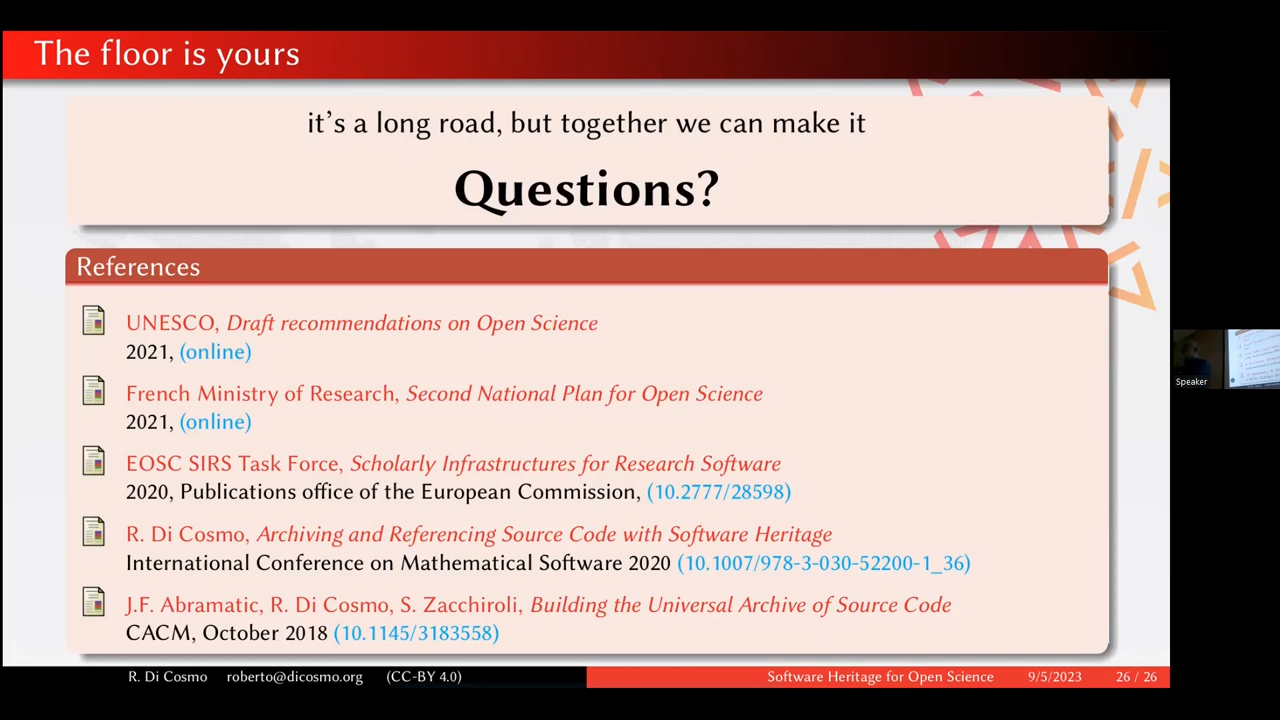 The floor is yours
it's a long road, but together we can make it
Questions?
References
UNESCO, Draft recommendations on Open Science
2021, (online)
French Ministry of Research, Second National Plan for Open Science
2021, (online)
EOSC SIRS Task Force, Scholarly Infrastructures for Research Software
2020, Publications office of the European Commission, (10.2777/28598)
R. Di Cosmo, Archiving and Referencing Source Code with Software Heritage
International Conference on Mathematical Software 2020 (10.1007/978-3-030-52200-1_36)
J.F. Abramatic, R. Di Cosmo, S. Zacchiroli, Building the Universal Archive of Source Code
CACM, October 2018 (10.1145/3183558)
Speaker
R. Di Cosmo roberto@dicosmo.org (CC-BY 4.0) Software Heritage for Open Science 9/5/2023 26 / 26